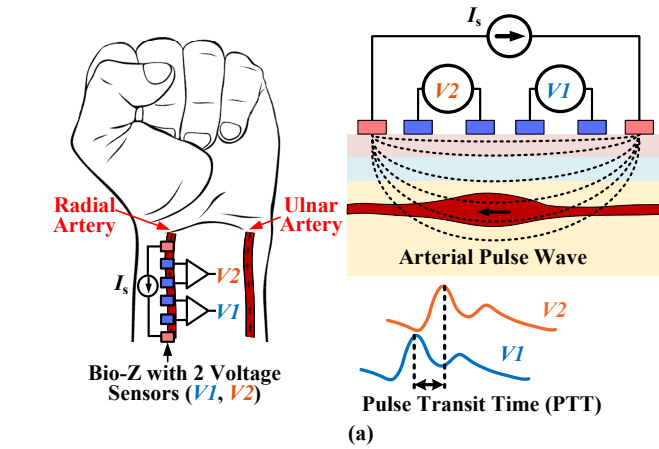 Is
V2
V1
Radial
Artery
Ulnar
Artery
Is
V2
V1
Bio-Z with 2 Voltage
Sensors (V1, V2)
Arterial Pulse Wave
V2
V1
Pulse Transit Time (PTT)
(a)